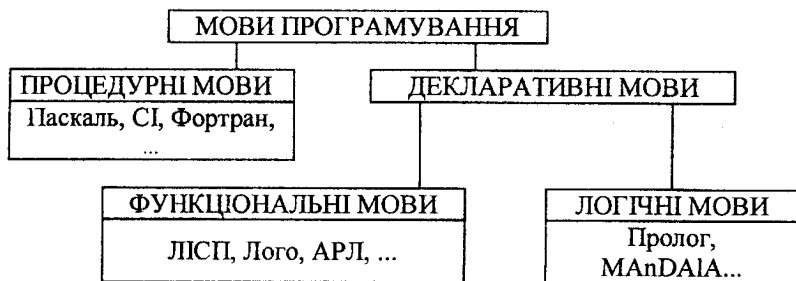 МОВИ ПРОГРАМУВАННЯ
ПРОЦЕДУРНІ МОВИ
Паскаль, СІ, Фортран,
...
ДЕКЛАРАТИВНІ МОВИ
ФУНКЦІОНАЛЬНІ МОВИ
ЛІСП, Лого, АРЛ, ...
ЛОГІЧНІ МОВИ
Пролог,
MAnDAlA...